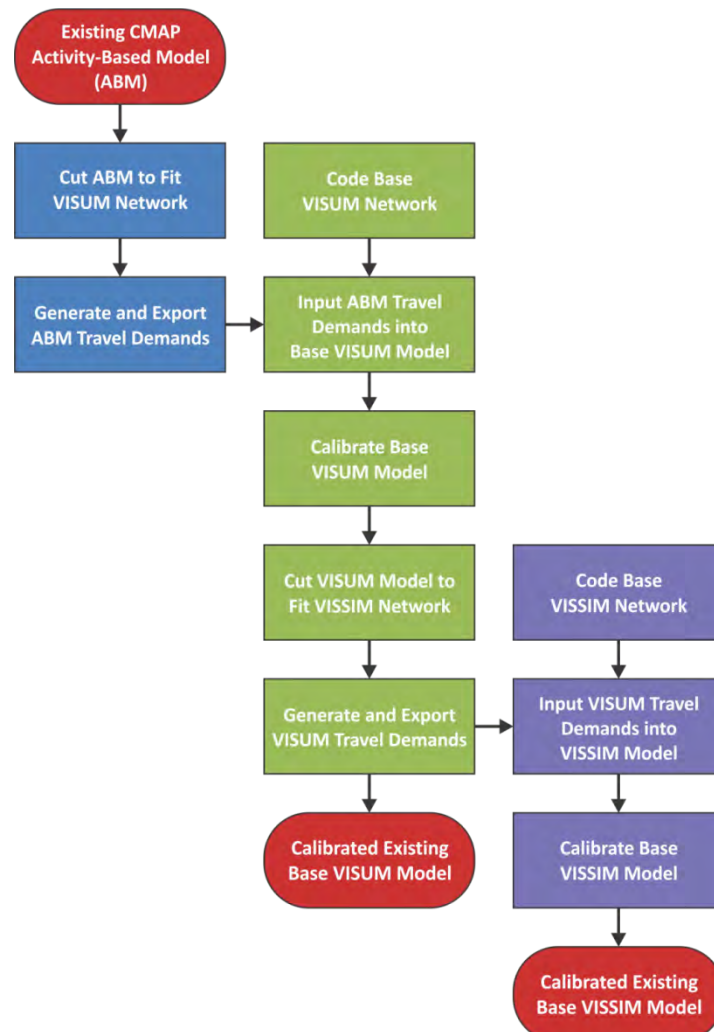 Existing CMAP
Activity-Based Model
(ABM)
Cut ABM to Fit
VISUM Network
Code Base
VISUM Network
Generate and Export
ABM Travel Demands
Input ABM Travel
Demands into
Base VISUM Model
Calibrate Base
VISUM Model
Cut VISUM Model to
Fit VISSIM Network
Code Base
VISSIM Network
Generate and Export
VISUM Travel Demands
Input VISUM Travel
Demands into
VISSIM Model
Calibrated Existing
Base VISUM Model
Calibrate Base
VISSIM Model
Calibrated Existing
Base VISSIM Model